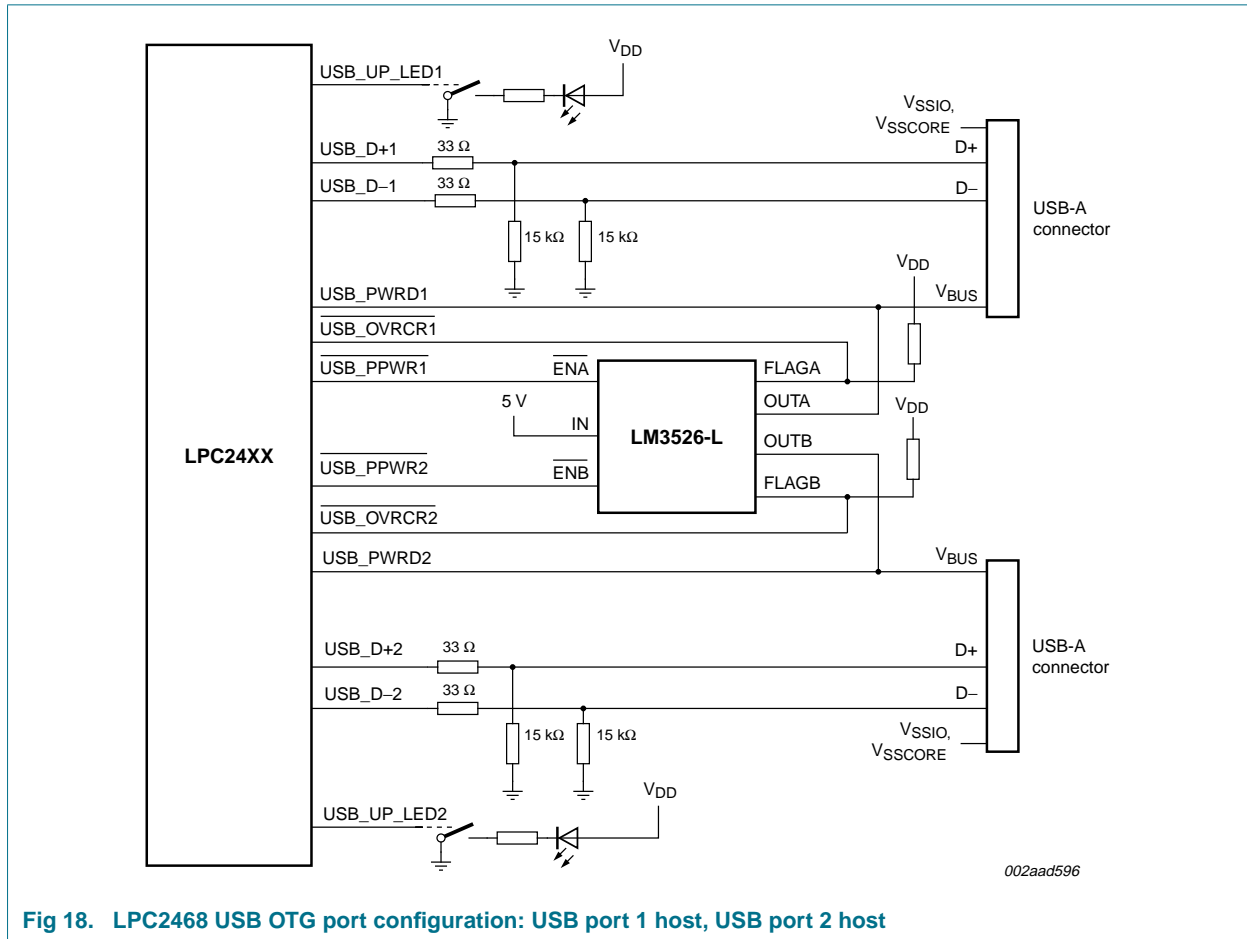 VDD
USB_UP_LED1
VSSIO,
VSSCORE
USB_D+1
33 Ω
D+
USB_D−1
33 Ω
D−
15 kΩ
15 kΩ
USB-A
connector
VDD
USB_PWRD1
VBUS
USB_OVRCR1
USB_PPWR1
ENA
FLAGA
5 V
OUTA
VDD
IN
LM3526-L
OUTB
LPC24XX
USB_PPWR2
ENB
FLAGB
USB_OVRCR2
USB_PWRD2
VBUS
USB_D+2
33 Ω
D+
USB-A
connector
USB_D−2
33 Ω
D−
15 kΩ
15 kΩ
VSSIO,
VSSCORE
VDD
USB_UP_LED2
002aad596
Fig 18. LPC2468 USB OTG port configuration: USB port 1 host, USB port 2 host